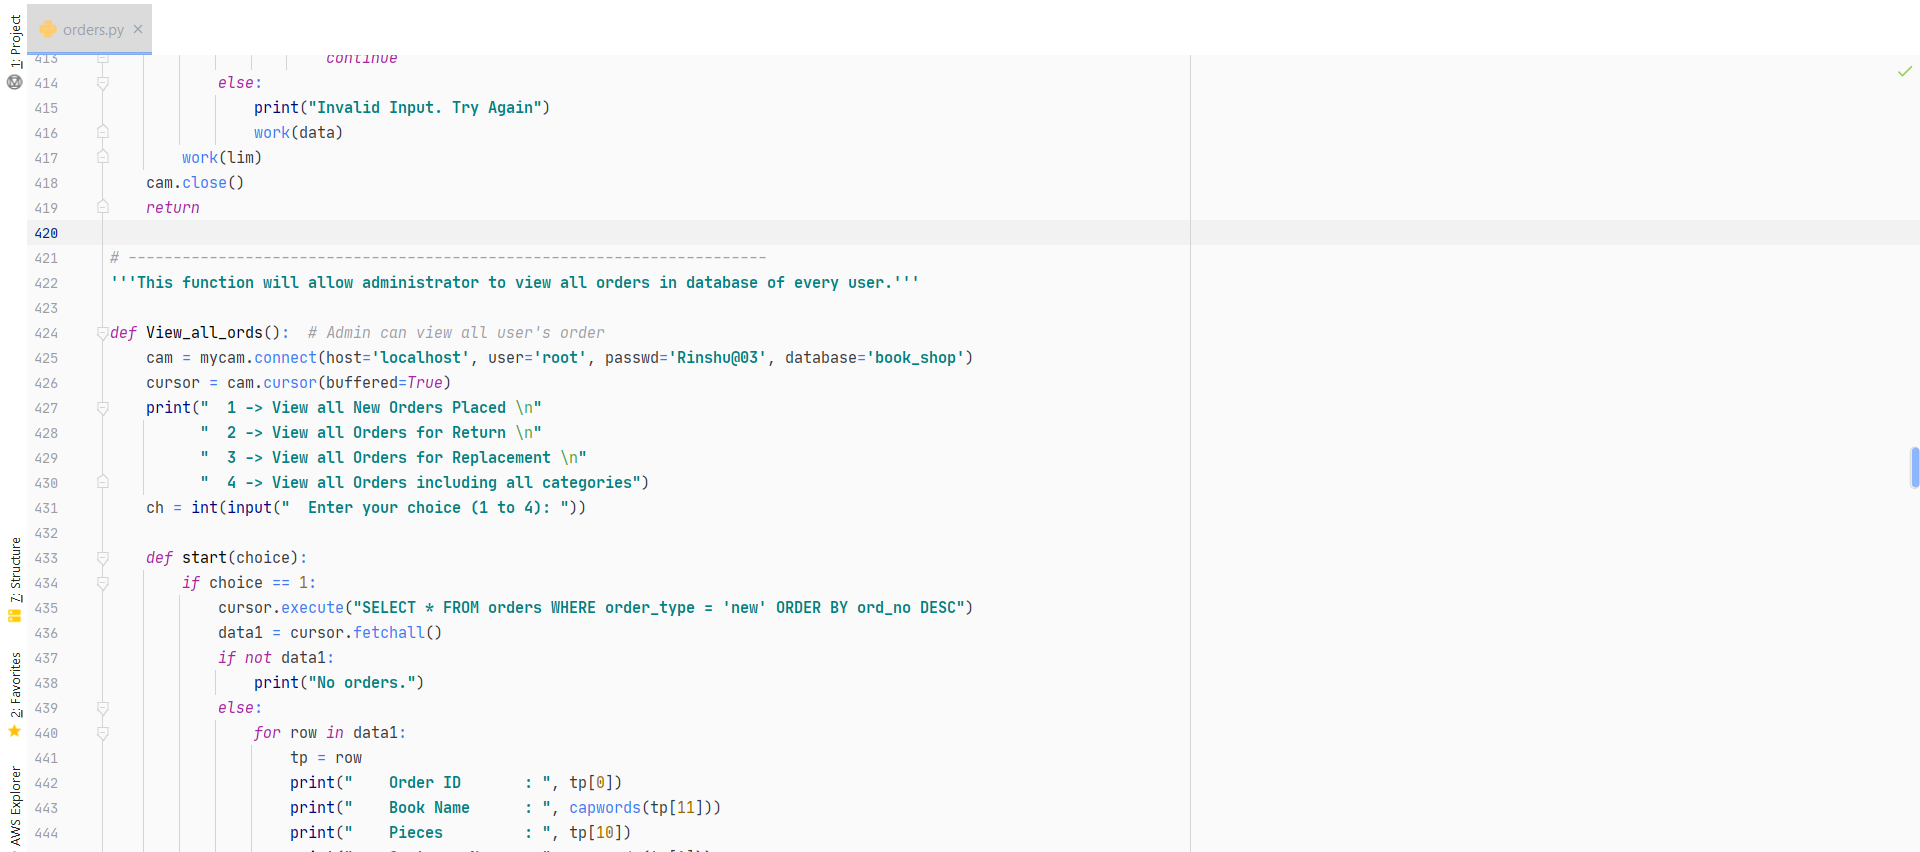 orders.py
1: Project
7: Structure
2: Favorites
AWS Explorer
413                         continue
414             else:
415                 print("Invalid Input. Try Again")
416                 work(data)
417         work(lim)
418     cam.close()
419     return
420
421 # -----------------------------------------------------------------------
422 '''This function will allow administrator to view all orders in database of every user.'''
423
424 def View_all_ords():  # Admin can view all user's order
425     cam = mycam.connect(host='localhost', user='root', passwd='Rinshu@03', database='book_shop')
426     cursor = cam.cursor(buffered=True)
427     print("  1 -> View all New Orders Placed \n"
428           "  2 -> View all Orders for Return \n"
429           "  3 -> View all Orders for Replacement \n"
430           "  4 -> View all Orders including all categories")
431     ch = int(input("  Enter your choice (1 to 4): "))
432
433     def start(choice):
434         if choice == 1:
435             cursor.execute("SELECT * FROM orders WHERE order_type = 'new' ORDER BY ord_no DESC")
436             data1 = cursor.fetchall()
437             if not data1:
438                 print("No orders.")
439             else:
440                 for row in data1:
441                     tp = row
442                     print("    Order ID       : ", tp[0])
443                     print("    Book Name      : ", capwords(tp[11]))
444                     print("    Pieces         : ", tp[10])